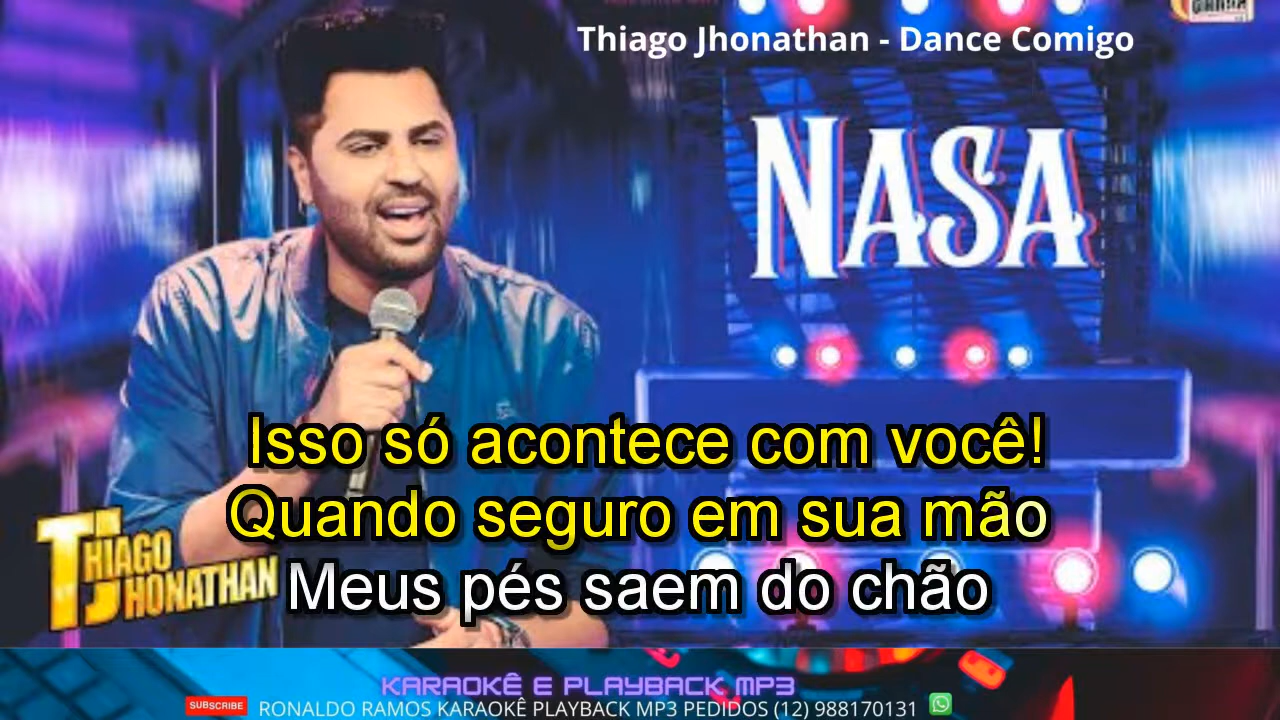 Thiago Jhonathan - Dance Comigo
NASA
Isso só acontece com você!
Quando seguro em sua mão
Meus pés saem do chão
TJ THIAGO
JHONATHAN
KARAOKÊ E PLAYBACK MP3
SUBSCRIBE RONALDO RAMOS KARAOKÊ PLAYBACK MP3 PEDIDOS (12) 988170131